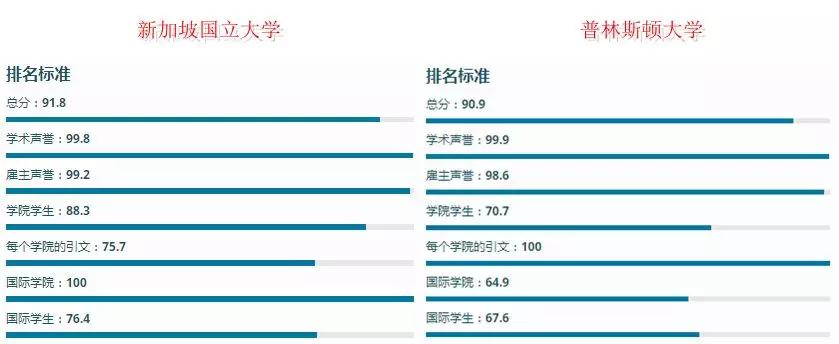 新加坡国立大学
排名标准
总分：91.8
学术声誉：99.8
雇主声誉：99.2
学院学生：88.3
每个学院的引文：75.7
国际学院：100
国际学生：76.4
普林斯顿大学
排名标准
总分：90.9
学术声誉：99.9
雇主声誉：98.6
学院学生：70.7
每个学院的引文：100
国际学院：64.9
国际学生：67.6